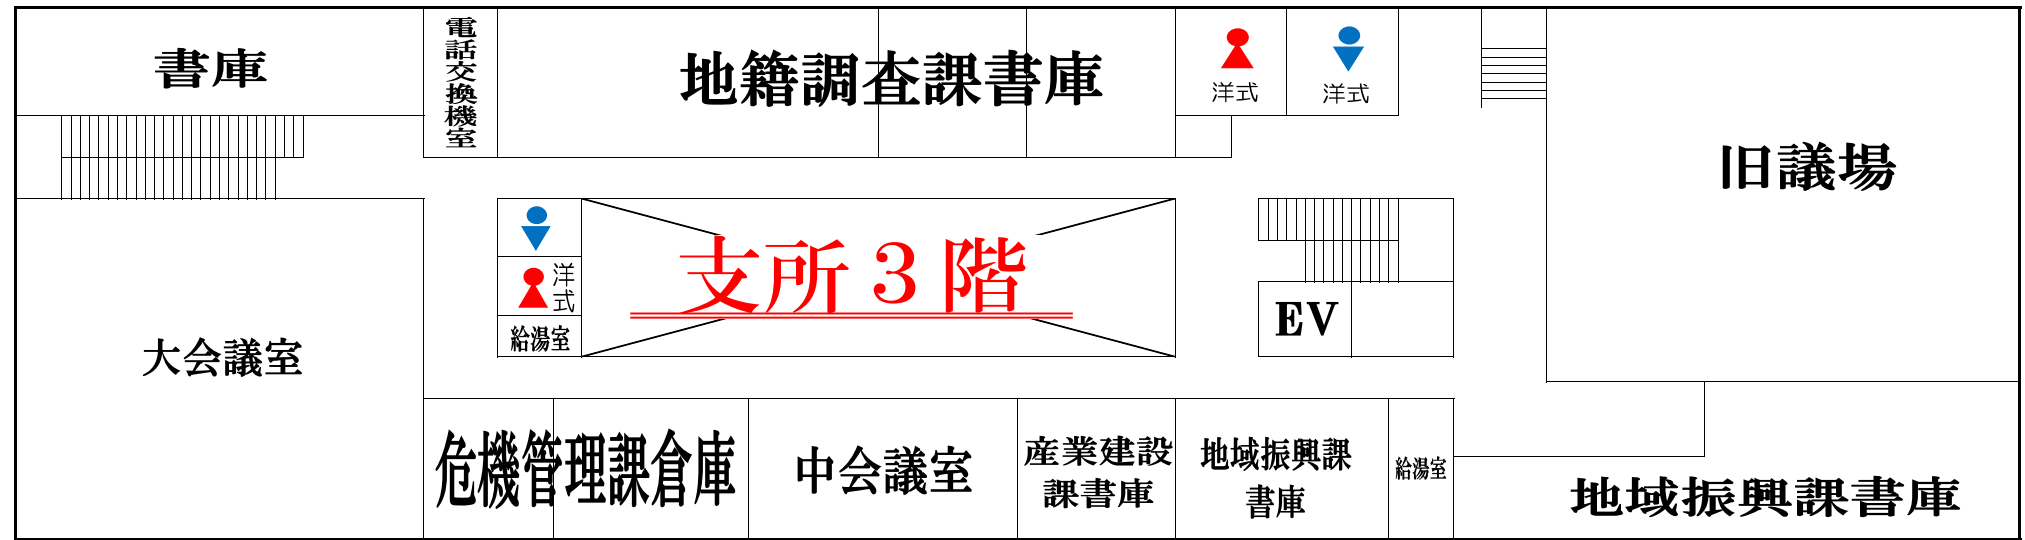 書庫
電話交換機室
地籍調査課書庫
洋式
洋式
旧議場
支所3階
洋式
給湯室
EV
大会議室
危機管理課倉庫
中会議室
産業建設
課書庫
地域振興課
書庫
給湯室
地域振興課書庫